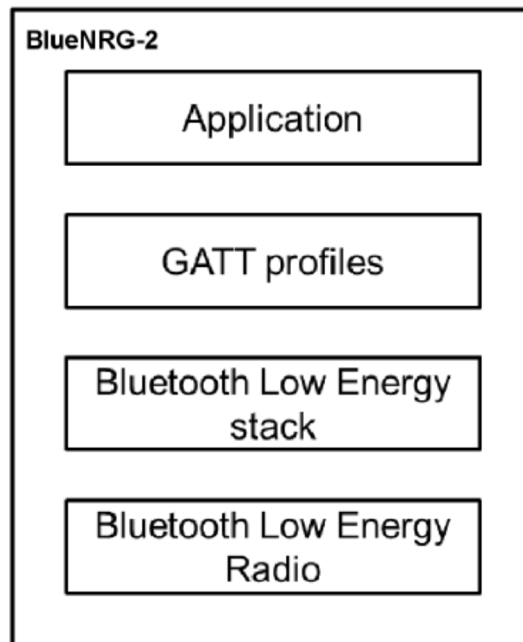 BlueNRG-2
Application
GATT profiles
Bluetooth Low Energy
stack
Bluetooth Low Energy
Radio